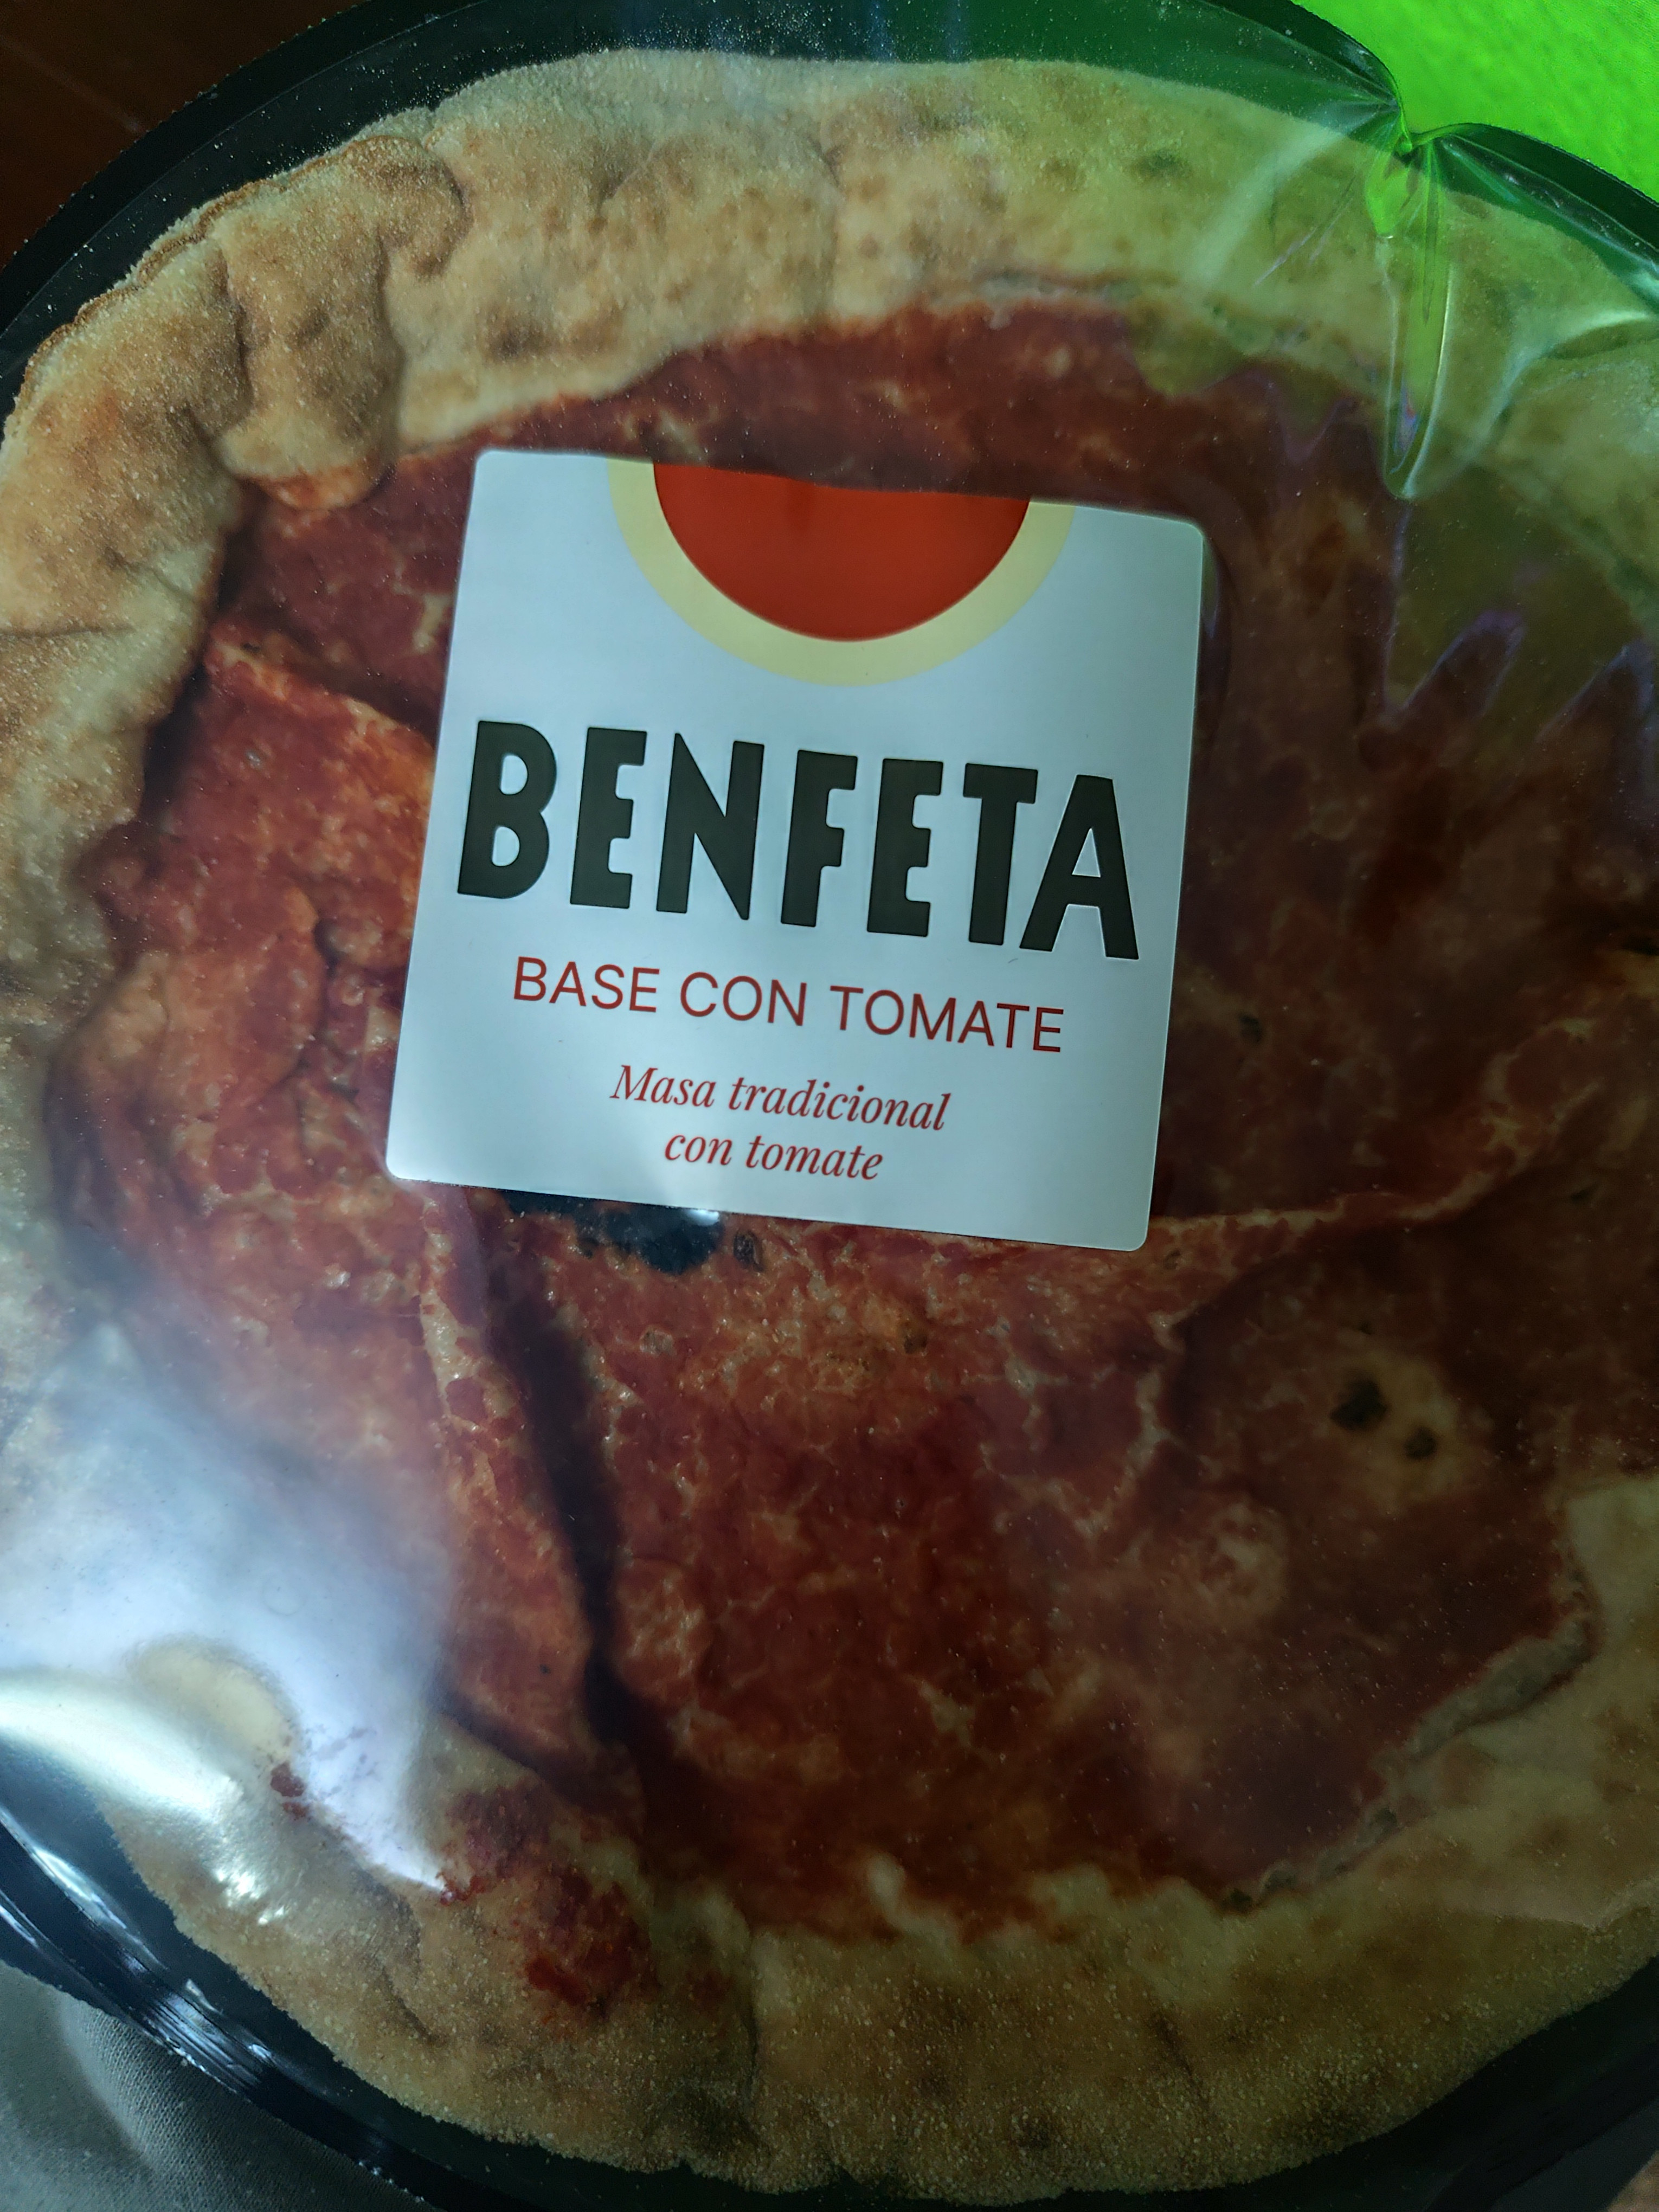 BENFETA
BASE CON TOMATE
Masa tradicional
con tomate